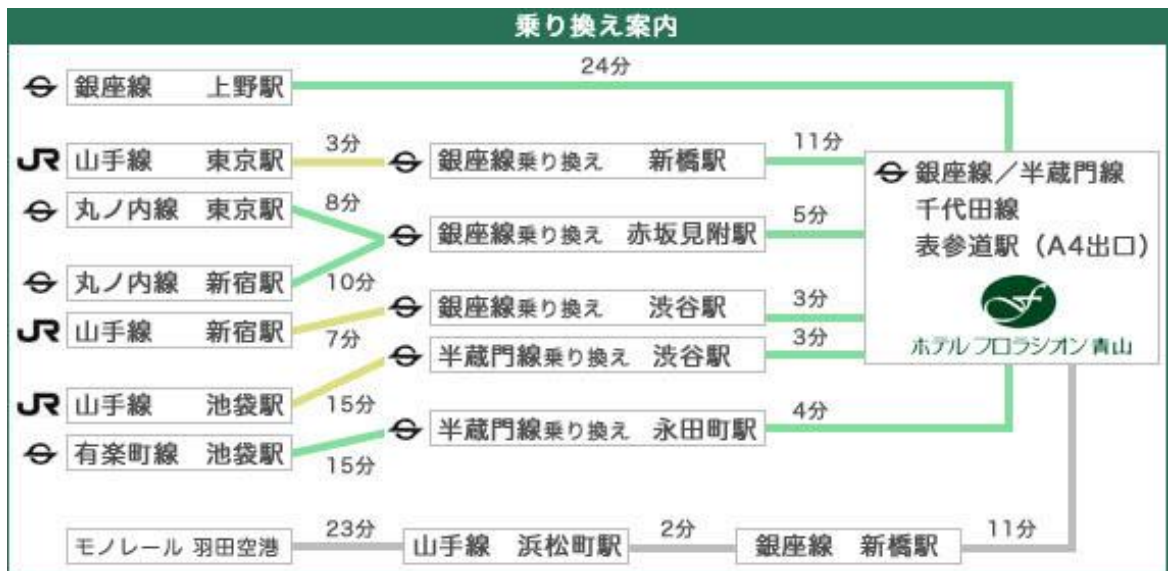 乗り換え案内
24分
銀座線 上野駅
3分
11分
JR 山手線 東京駅
銀座線乗り換え 新橋駅
銀座線/半蔵門線
千代田線
表参道駅(A4出口)
ホテルフロラシオン青山
丸ノ内線 東京駅
8分
銀座線乗り換え 赤坂見附駅
5分
丸ノ内線 新宿駅
10分
銀座線乗り換え 渋谷駅
3分
JR 山手線 新宿駅
7分
半蔵門線乗り換え 渋谷駅
3分
JR 山手線 池袋駅
15分
半蔵門線乗り換え 永田町駅
4分
有楽町線 池袋駅
15分
モノレール 羽田空港
23分
山手線 浜松町駅
2分
銀座線 新橋駅
11分